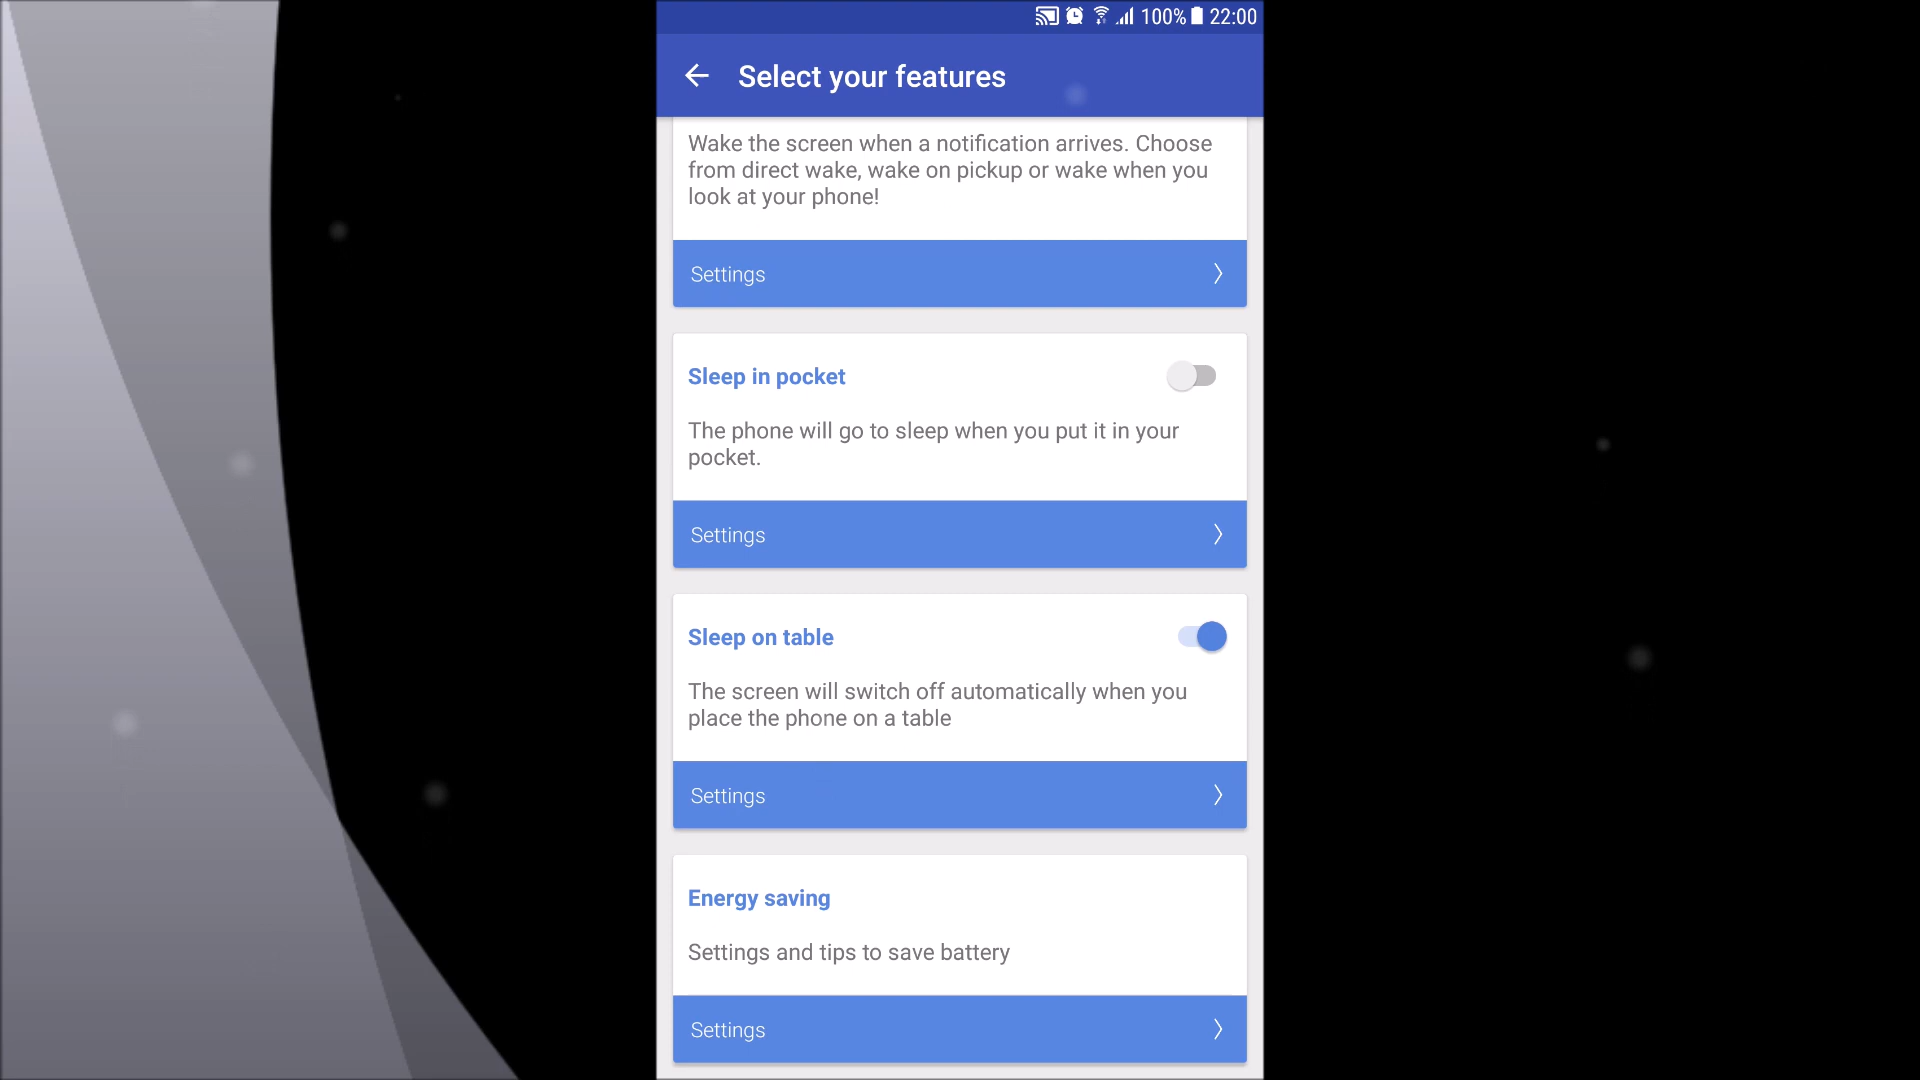 100% 22:00
Select your features
Wake the screen when a notification arrives. Choose
from direct wake, wake on pickup or wake when you
look at your phone!
Settings
Sleep in pocket
The phone will go to sleep when you put it in your
pocket.
Settings
Sleep on table
The screen will switch off automatically when you
place the phone on a table
Settings
Energy saving
Settings and tips to save battery
Settings